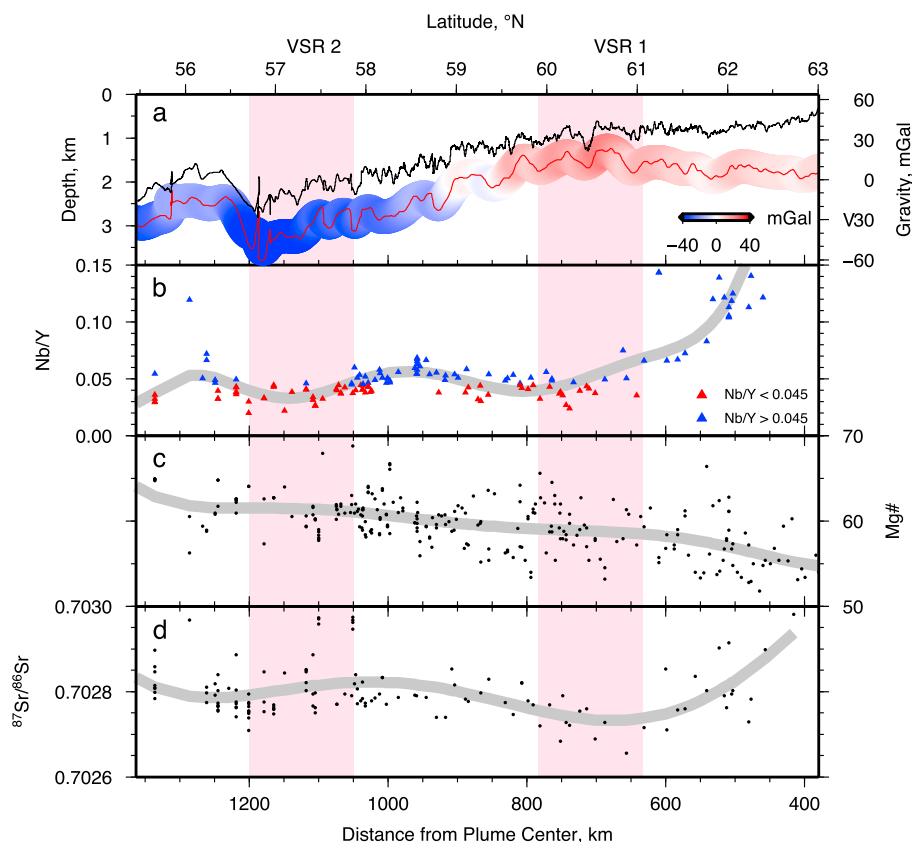 Latitude, °N
VSR 2 VSR 1
56 57 58 59 60 61 62 63
a
0
1
2
3
Depth, km
60
30
0
−30
−60
Gravity, mGal
mGal
−40 0 40
b
0.15
0.10
0.05
0.00
Nb/Y
Nb/Y < 0.045
Nb/Y > 0.045
c
70
60
50
Mg#
d
0.7030
0.7028
0.7026
87Sr/86Sr
1200 1000 800 600 400
Distance from Plume Center, km